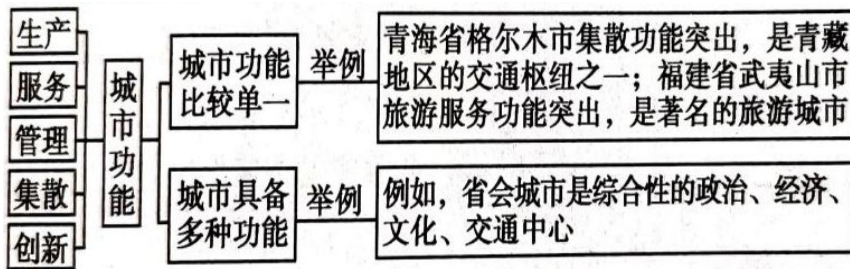 生产
服务
管理
集散
创新
城市功能
城市功能
比较单一
举例
青海省格尔木市集散功能突出，是青藏
地区的交通枢纽之一；福建省武夷山市
旅游服务功能突出，是著名的旅游城市
城市具备
多种功能
举例
例如，省会城市是综合性的政治、经济、
文化、交通中心